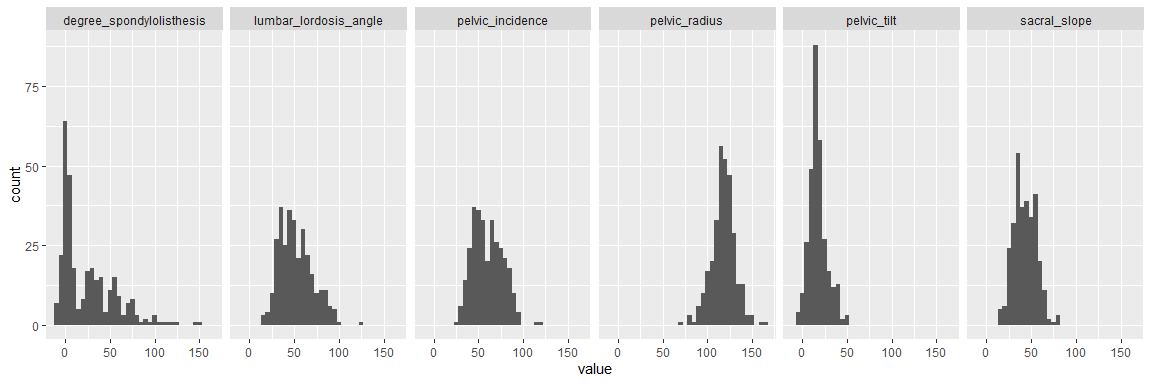 degree_spondylolisthesis lumbar_lordosis_angle pelvic_incidence pelvic_radius pelvic_tilt sacral_slope
count
75
50
25
0
0 50 100 150 0 50 100 150 0 50 100 150 0 50 100 150 0 50 100 150 0 50 100 150
value